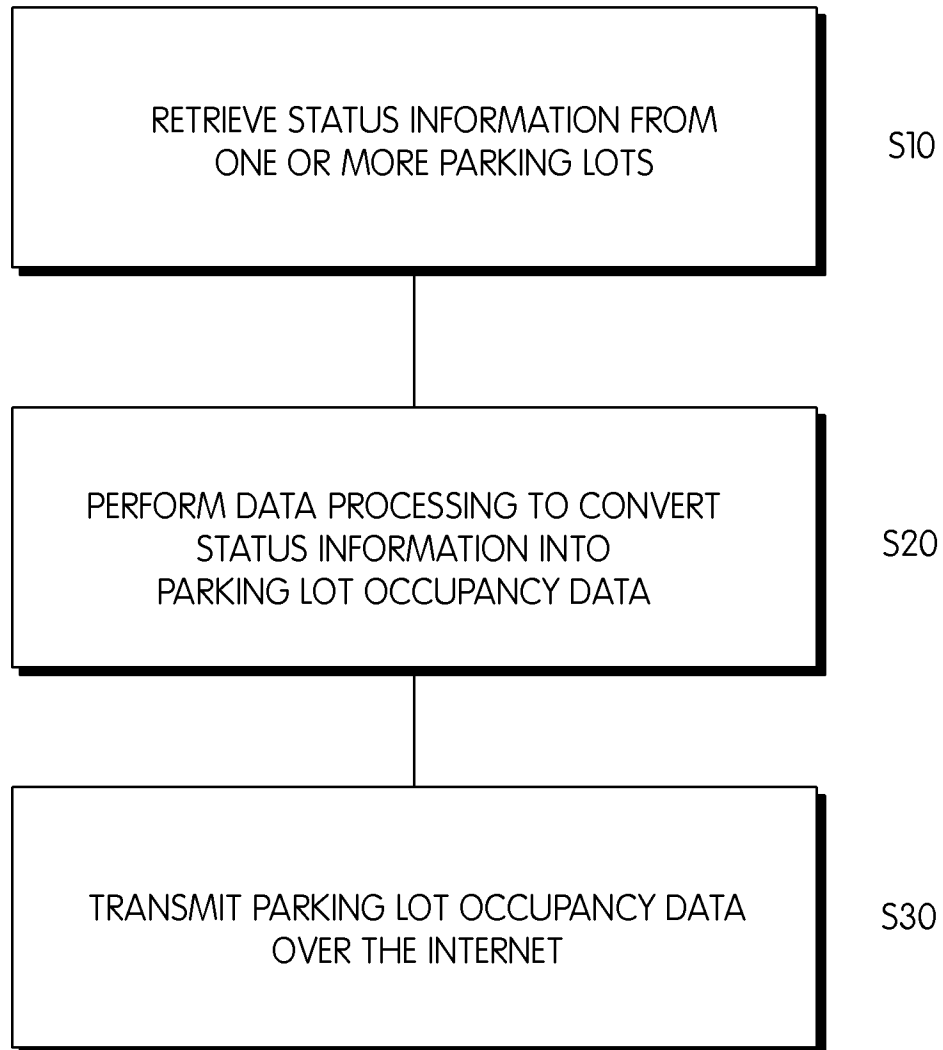 RETRIEVE STATUS INFORMATION FROM
ONE OR MORE PARKING LOTS
S10
PERFORM DATA PROCESSING TO CONVERT
STATUS INFORMATION INTO
PARKING LOT OCCUPANCY DATA
S20
TRANSMIT PARKING LOT OCCUPANCY DATA
OVER THE INTERNET
S30